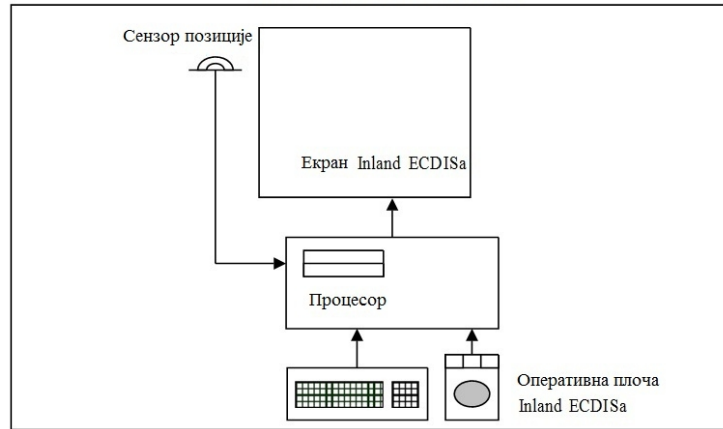 Сензор позиције
Екран Inland ECDISa
Процесор
Оперативна плоча
Inland ECDISa